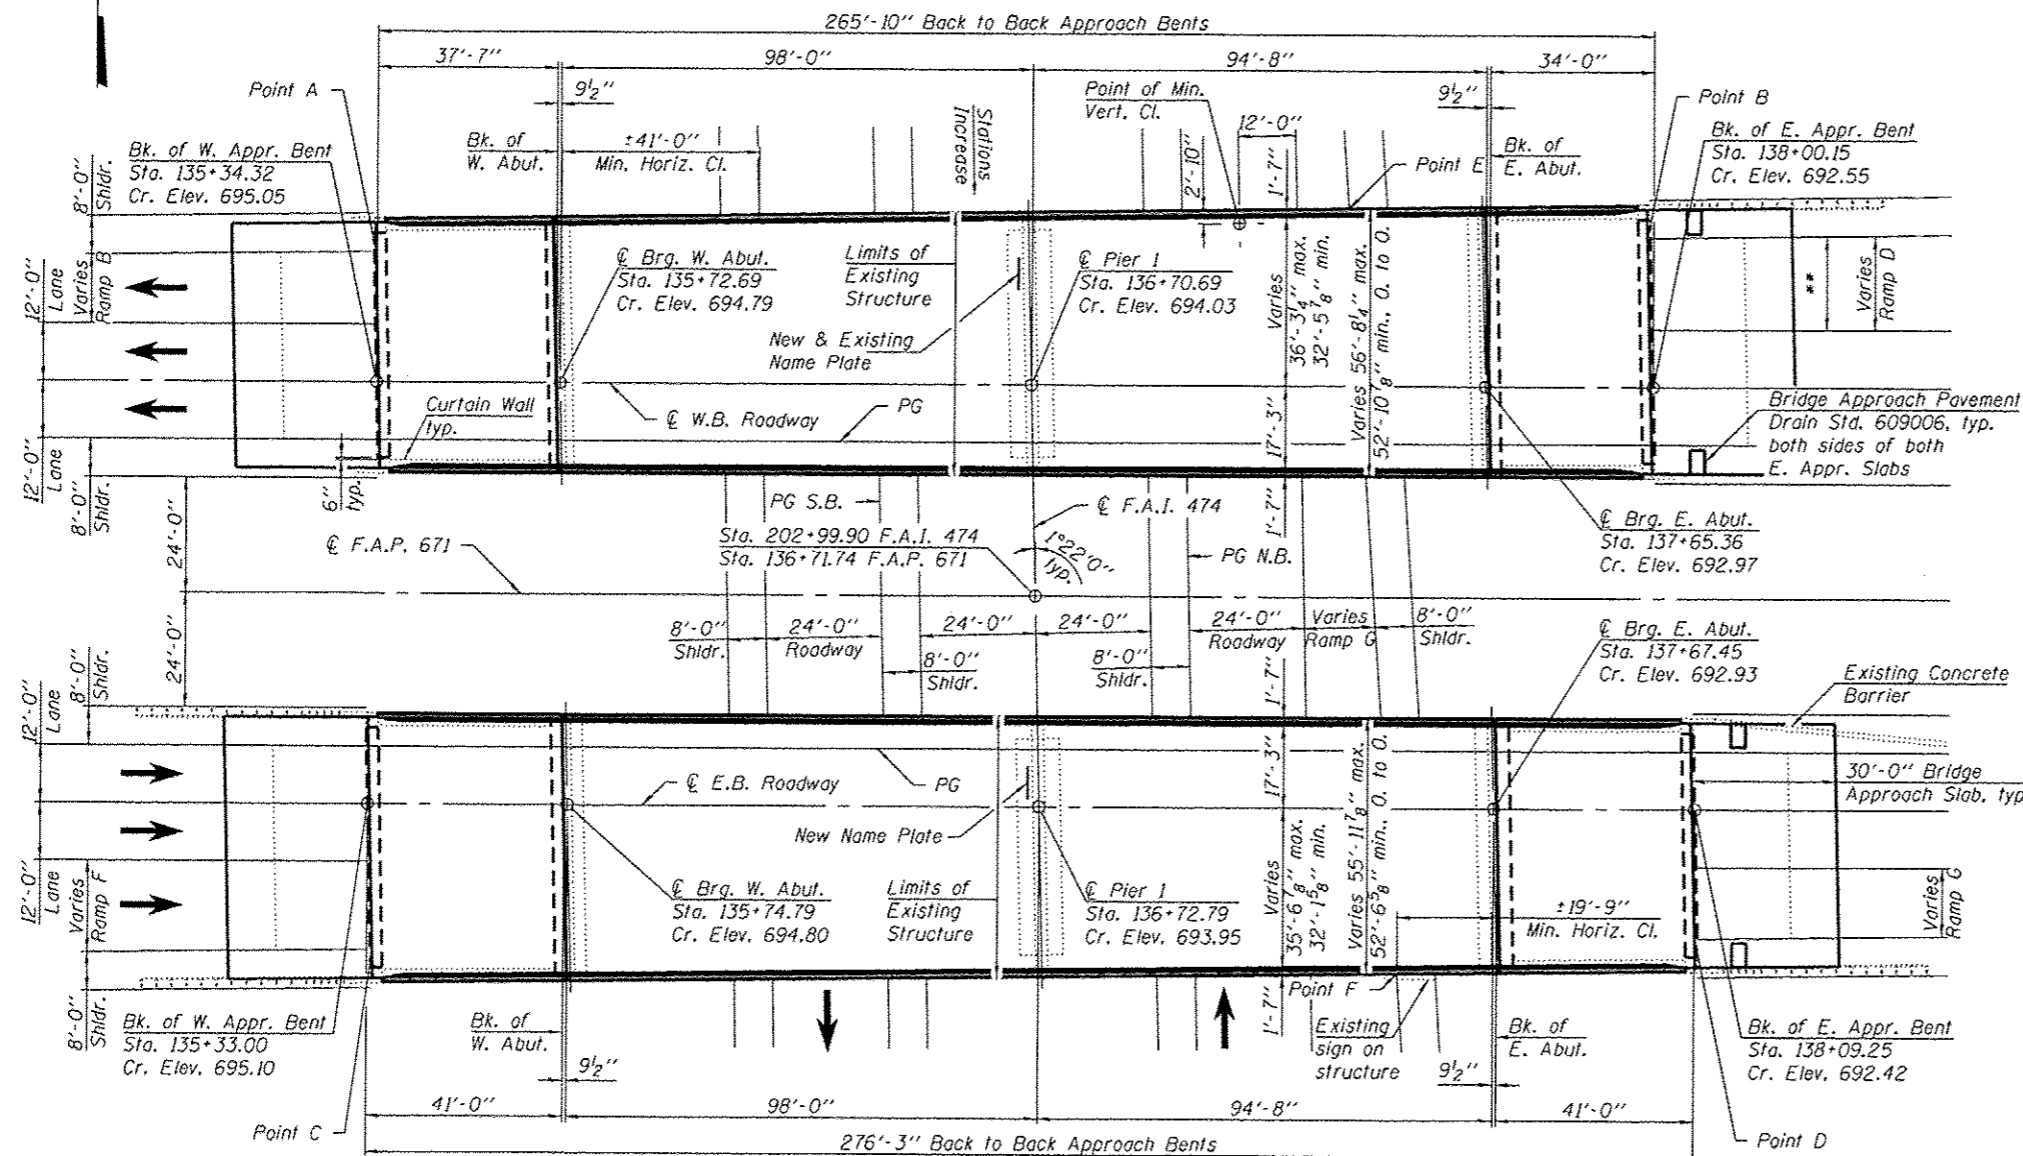 265'-10" Back to Back Approach Bents
37'-7"
98'-0"
94'-8"
34'-0"
Point A
9½"
Point of Min.
Vert. Cl.
9½"
Point B
Stations
Increase
12'-0"
Bk. of W. Appr. Bent
Sta. 135+34.32
Cr. Elev. 695.05
Bk. of
W. Abut.
±41'-0"
Min. Horiz. Cl.
2'-10"
1'-7"
Point E
Bk. of
E. Abut.
Bk. of E. Appr. Bent
Sta. 138+00.15
Cr. Elev. 692.55
8'-0"
Shldr.
Varies
Ramp B
12'-0"
Lane
12'-0"
Lane
8'-0"
Shldr.
℄ Brg. W. Abut.
Sta. 135+72.69
Cr. Elev. 694.79
Limits of
Existing
Structure
℄ Pier 1
Sta. 136+70.69
Cr. Elev. 694.03
New & Existing
Name Plate
Varies
36'-3¼" max.
32'-5⅞" min.
Varies 56'-8¼" max.
52'-10⅞" min., O. to O.
**
Varies
Ramp D
Curtain Wall
typ.
℄ W.B. Roadway
PG
17'-3"
Bridge Approach Pavement
Drain Std. 609006, typ.
both sides of both
E. Appr. Slabs
6"
typ.
1'-7"
24'-0"
24'-0"
PG S.B.
℄ F.A.I. 474
℄ F.A.P. 671
Sta. 202+99.90 F.A.I. 474
Sta. 136+71.74 F.A.P. 671
1°22'0"
typ.
PG N.B.
℄ Brg. E. Abut.
Sta. 137+65.36
Cr. Elev. 692.97
8'-0"
Shldr.
24'-0"
Roadway
8'-0"
Shldr.
24'-0"
24'-0"
8'-0"
Shldr.
24'-0"
Roadway
Varies
Ramp G
8'-0"
Shldr.
℄ Brg. E. Abut.
Sta. 137+67.45
Cr. Elev. 692.93
8'-0"
Shldr.
12'-0"
Lane
12'-0"
Lane
Varies
Ramp F
8'-0"
Shldr.
1'-7"
Existing Concrete
Barrier
℄ E.B. Roadway
PG
17'-3"
30'-0" Bridge
Approach Slab, typ
New Name Plate
℄ Brg. W. Abut.
Sta. 135+74.79
Cr. Elev. 694.80
Limits of
Existing
Structure
℄ Pier 1
Sta. 136+72.79
Cr. Elev. 693.95
Varies
35'-6⅞" max.
32'-1⅝" min.
Varies 55'-11⅞" max.
52'-6⅝" min., O. to O.
±19'-9"
Min. Horiz. Cl.
Varies
Ramp G
Point F
1'-7"
Bk. of W. Appr. Bent
Sta. 135+33.00
Cr. Elev. 695.10
Bk. of
W. Abut.
Existing
sign on
structure
Bk. of
E. Abut.
Bk. of E. Appr. Bent
Sta. 138+09.25
Cr. Elev. 692.42
9½"
9½"
41'-0"
98'-0"
94'-8"
41'-0"
Point C
276'-3" Back to Back Approach Bents
Point D